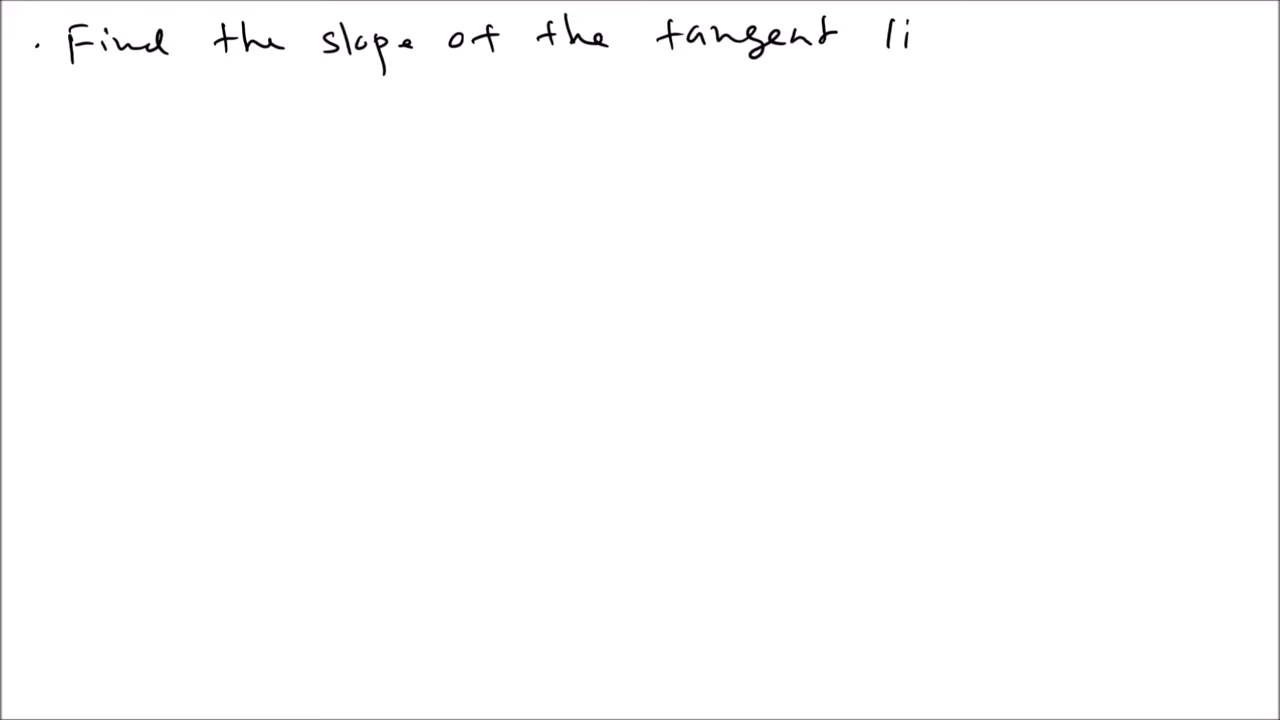 . Find the slope of the tangent li